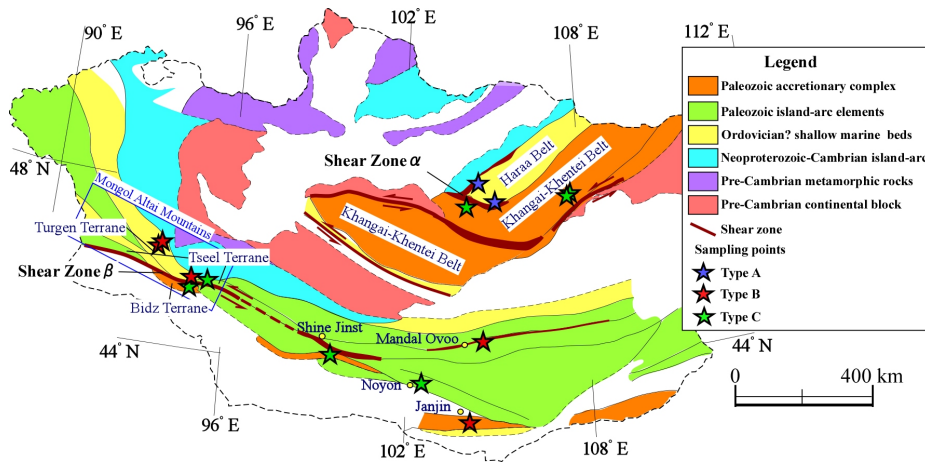 90° E
96° E
102° E
108° E
112° E
48° N
Legend
Paleozoic accretionary complex
Paleozoic island-arc elements
Ordovician? shallow marine beds
Neoproterozoic-Cambrian island-arc
Pre-Cambrian metamorphic rocks
Pre-Cambrian continental block
Shear zone
Sampling points
Type A
Type B
Type C
Shear Zone α
Haraa Belt
Khangai-Khentei Belt
Khangai-Khentei Belt
Mongol Altai Mountains
Turgen Terrane
Tseel Terrane
Shear Zone β
Bidz Terrane
Shine Jinst
Mandal Ovoo
Noyon
Janjin
44° N
44° N
96° E
102° E
108° E
0
400 km